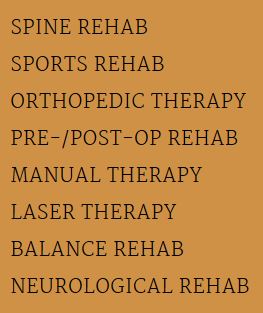 SPINE REHAB
SPORTS REHAB
ORTHOPEDIC THERAPY
PRE-/POST-OP REHAB
MANUAL THERAPY
LASER THERAPY
BALANCE REHAB
NEUROLOGICAL REHAB